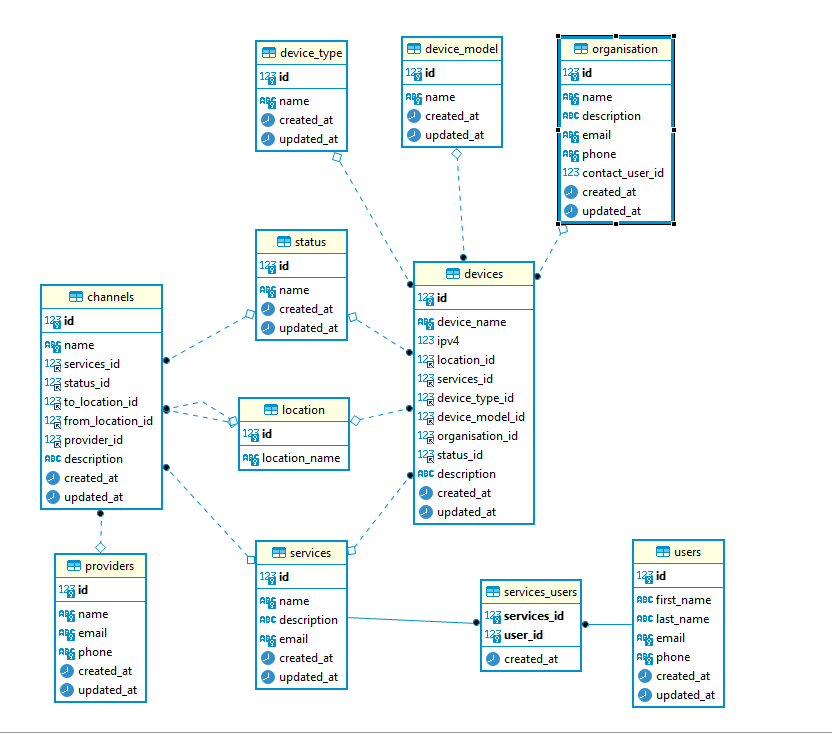 device_type
id
name
created_at
updated_at
device_model
id
name
created_at
updated_at
organisation
id
name
description
email
phone
contact_user_id
created_at
updated_at
status
id
name
created_at
updated_at
devices
id
device_name
ipv4
location_id
services_id
device_type_id
device_model_id
organisation_id
status_id
description
created_at
updated_at
channels
id
name
services_id
status_id
to_location_id
from_location_id
provider_id
description
created_at
updated_at
location
id
location_name
providers
id
name
email
phone
created_at
updated_at
services
id
name
description
email
created_at
updated_at
services_users
services_id
user_id
created_at
users
id
first_name
last_name
email
phone
created_at
updated_at